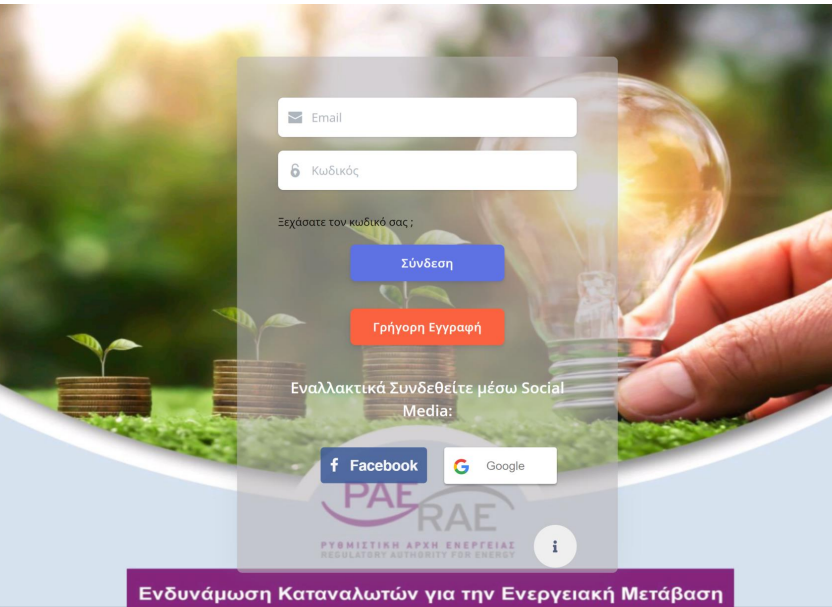 Email
Κωδικός
Ξεχάσατε τον κωδικό σας ;
Σύνδεση
Γρήγορη Εγγραφή
Εναλλακτικά Συνδεθείτε μέσω Social
Media:
f Facebook
G Google
ΡΑΕ
RAE
ΡΥΘΜΙΣΤΙΚΗ ΑΡΧΗ ΕΝΕΡΓΕΙΑΣ
REGULATORY AUTHORITY FOR ENERGY
i
Ενδυνάμωση Καταναλωτών για την Ενεργειακή Μετάβαση